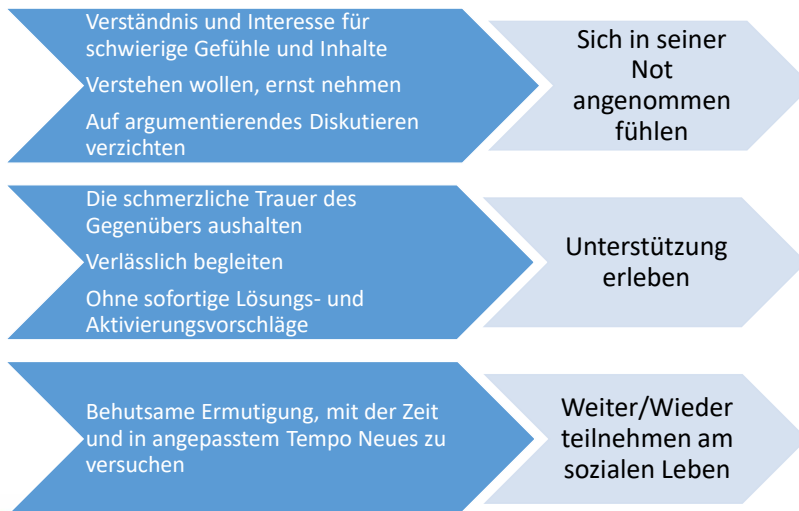 Verständnis und Interesse für
schwierige Gefühle und Inhalte
Verstehen wollen, ernst nehmen
Auf argumentierendes Diskutieren
verzichten
Sich in seiner
Not
angenommen
fühlen
Die schmerzliche Trauer des
Gegenübers aushalten
Verlässlich begleiten
Ohne sofortige Lösungs- und
Aktivierungsvorschläge
Unterstützung
erleben
Behutsame Ermutigung, mit der Zeit
und in angepasstem Tempo Neues zu
versuchen
Weiter/Wieder
teilnehmen am
sozialen Leben